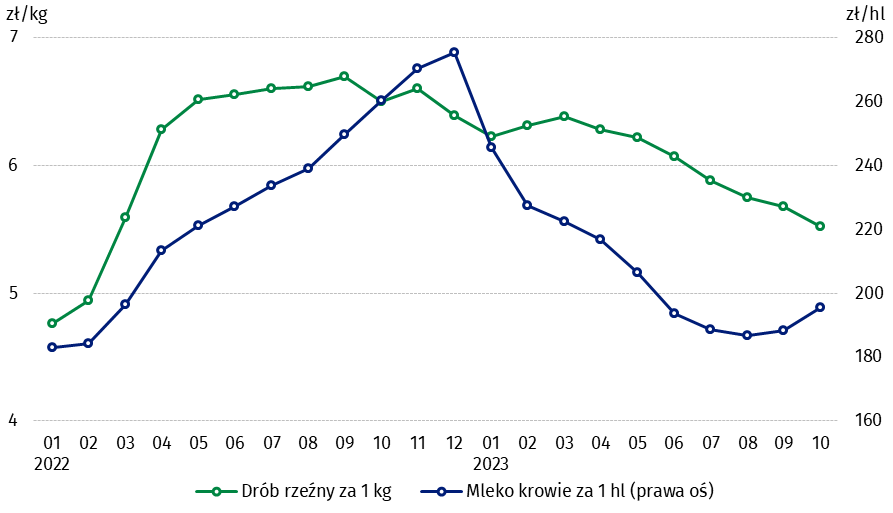 zł/kg zł/hl
7 280
260
6 240
220
5 200
180
4 160
01 02 03 04 05 06 07 08 09 10 11 12 01 02 03 04 05 06 07 08 09 10
2022 2023
Drób rzeźny za 1 kg Mleko krowie za 1 hl (prawa oś)